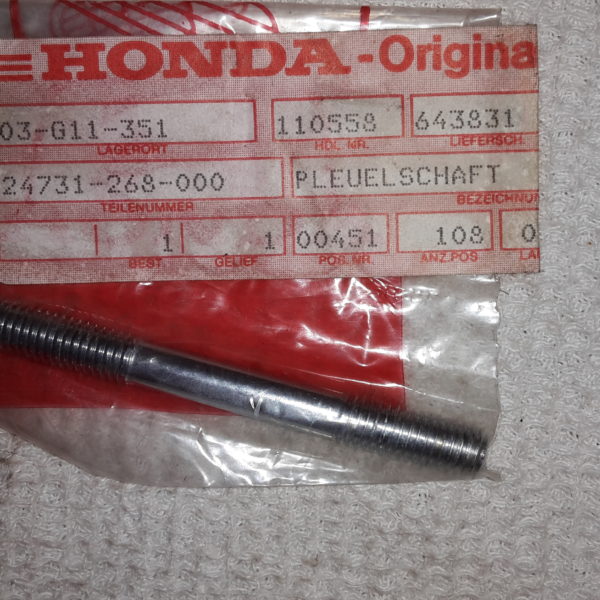 HONDA-Origina
03-G11-351 110558 643831
LAGERORT HDL. NR. LIEFERSCH.
24731-268-000 PLEUELSCHAFT
TEILENUMMER BEZEICHNUN
1 1 00451 108 0
BEST GELIEF POS. NR. ANZ.POS LA